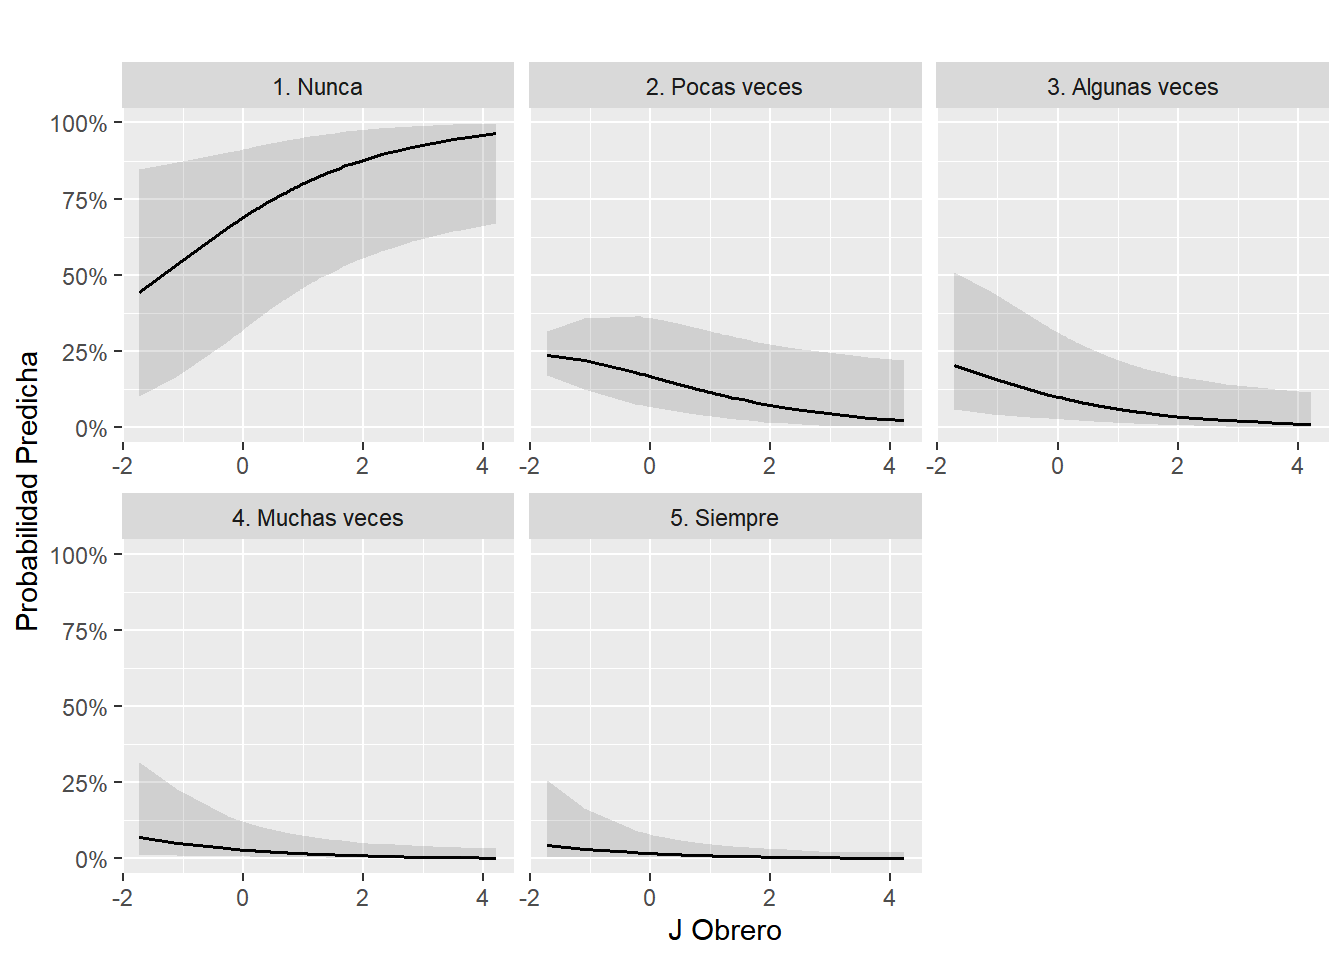 1. Nunca
2. Pocas veces
3. Algunas veces
100%
75%
50%
25%
0%
-2 0 2 4
-2 0 2 4
-2 0 2 4
4. Muchas veces
5. Siempre
100%
75%
50%
25%
0%
-2 0 2 4
-2 0 2 4
Probabilidad Predicha
J Obrero